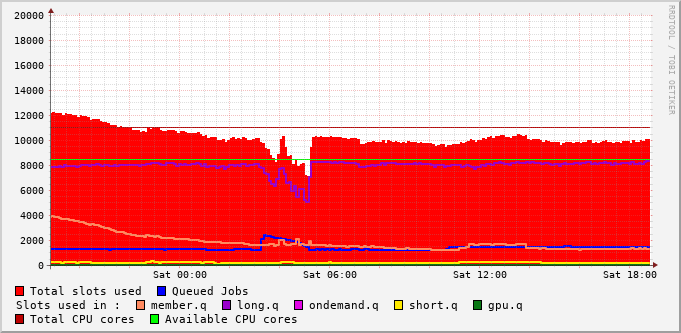 20000
18000
16000
14000
12000
10000
8000
6000
4000
2000
0
Sat 00:00 Sat 06:00 Sat 12:00 Sat 18:00
Total slots used Queued Jobs
Slots used in : member.q long.q ondemand.q short.q gpu.q
Total CPU cores Available CPU cores
RRDTOOL / TOBI OETIKER